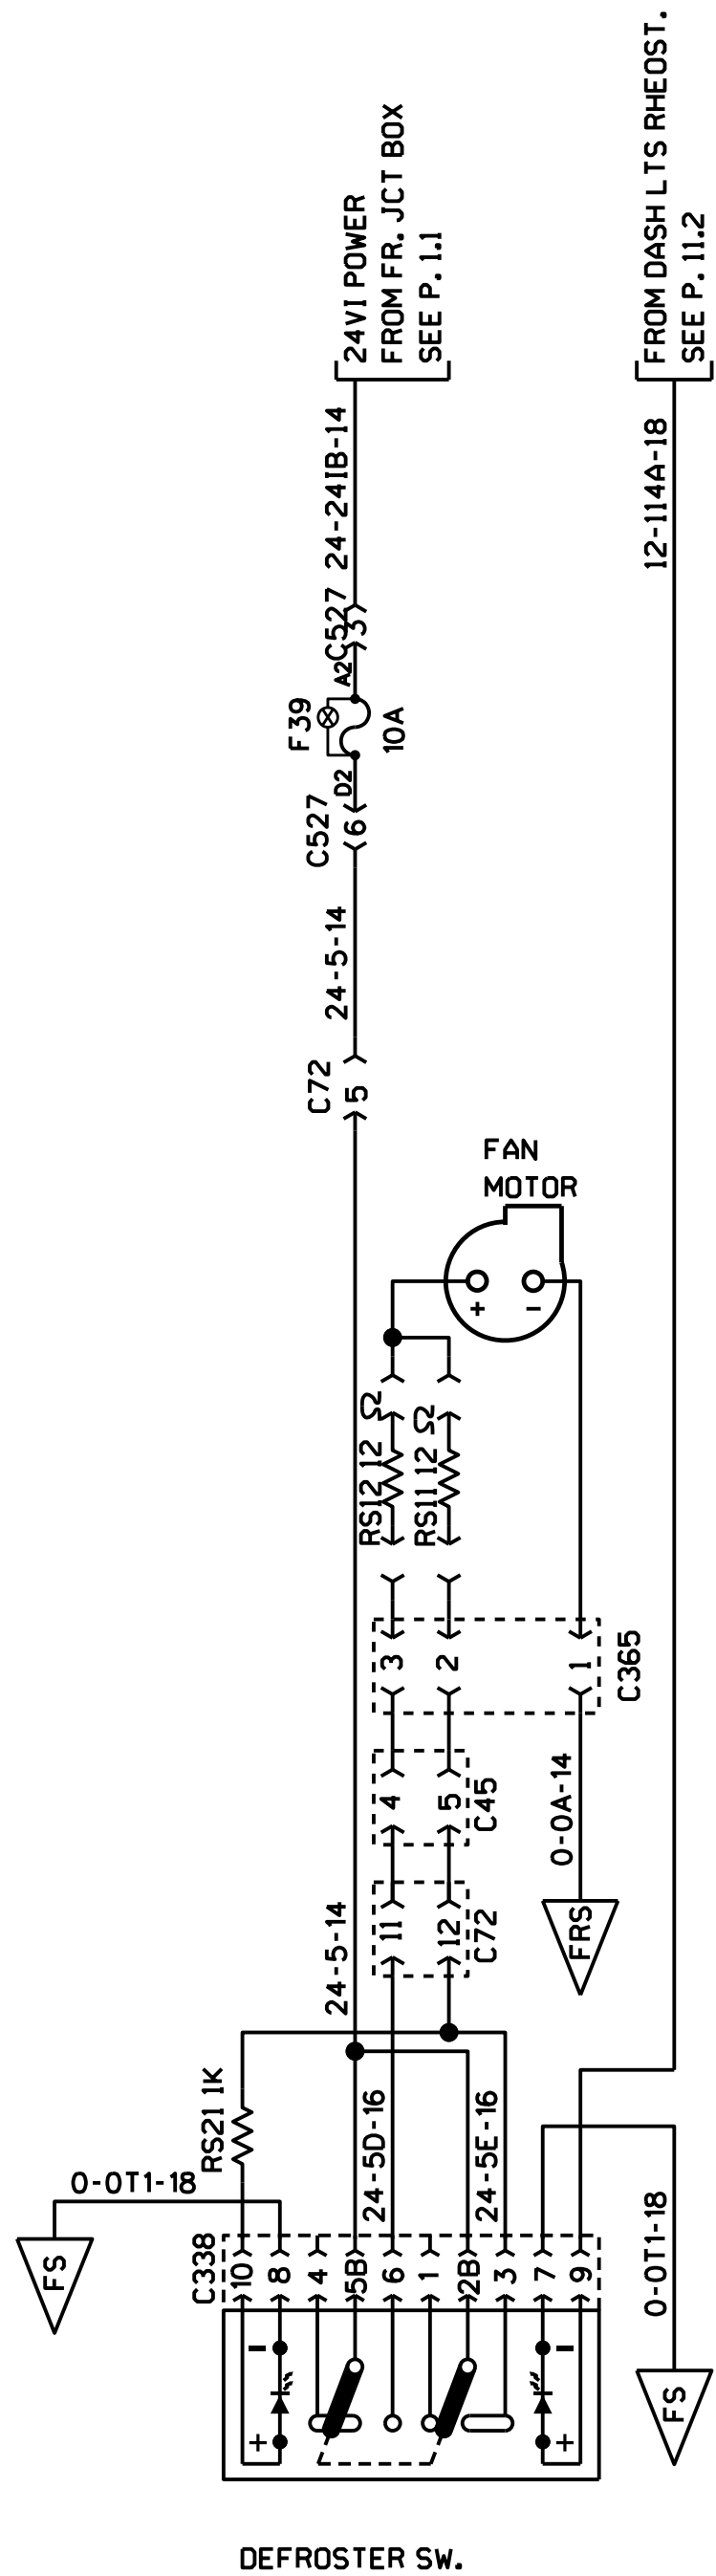 24VI POWER
FROM FR. JCT BOX
SEE P. 1.1
FROM DASH LTS RHEOST.
SEE P. 11.2
24-24IB-14
12-114A-18
C527
3
A2
F39
10A
D2
C527
6
24-5-14
C72
5
FAN
MOTOR
+
-
RS12 12 Ω
RS11 12 Ω
3
2
1
C365
4
5
C45
0-0A-14
11
12
C72
FRS
24-5-14
RS21 1K
24-5D-16
24-5E-16
0-0T1-18
FS
C338
10
8
4
5B
6
1
2B
3
7
9
0-0T1-18
FS
-
-
+
+
DEFROSTER SW.